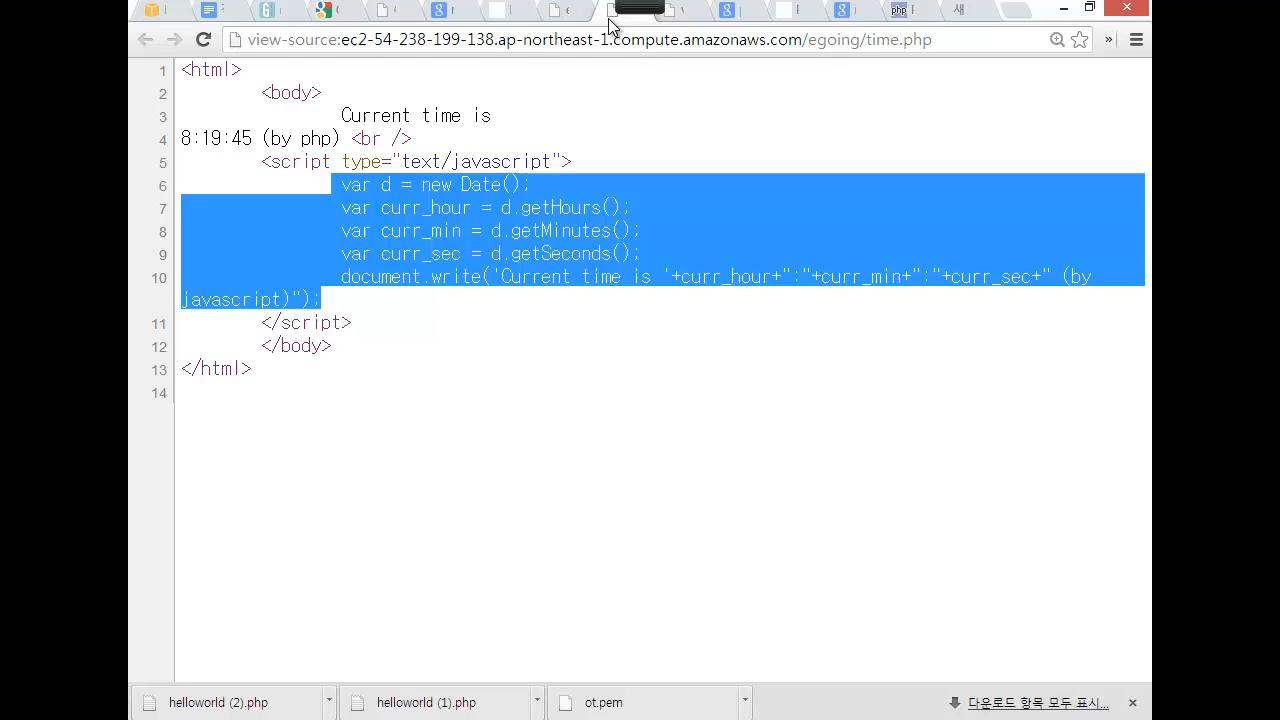 view-source:ec2-54-238-199-138.ap-northeast-1.compute.amazonaws.com/egoing/time.php
1 <html>
2 <body>
3 Current time is
4 8:19:45 (by php) <br />
5 <script type="text/javascript">
6 var d = new Date();
7 var curr_hour = d.getHours();
8 var curr_min = d.getMinutes();
9 var curr_sec = d.getSeconds();
10 document.write('Current time is '+curr_hour+":"+curr_min+":"+curr_sec+" (by
javascript)");
11 </script>
12 </body>
13 </html>
14
helloworld (2).php helloworld (1).php ot.pem 다운로드 항목 모두 표시...